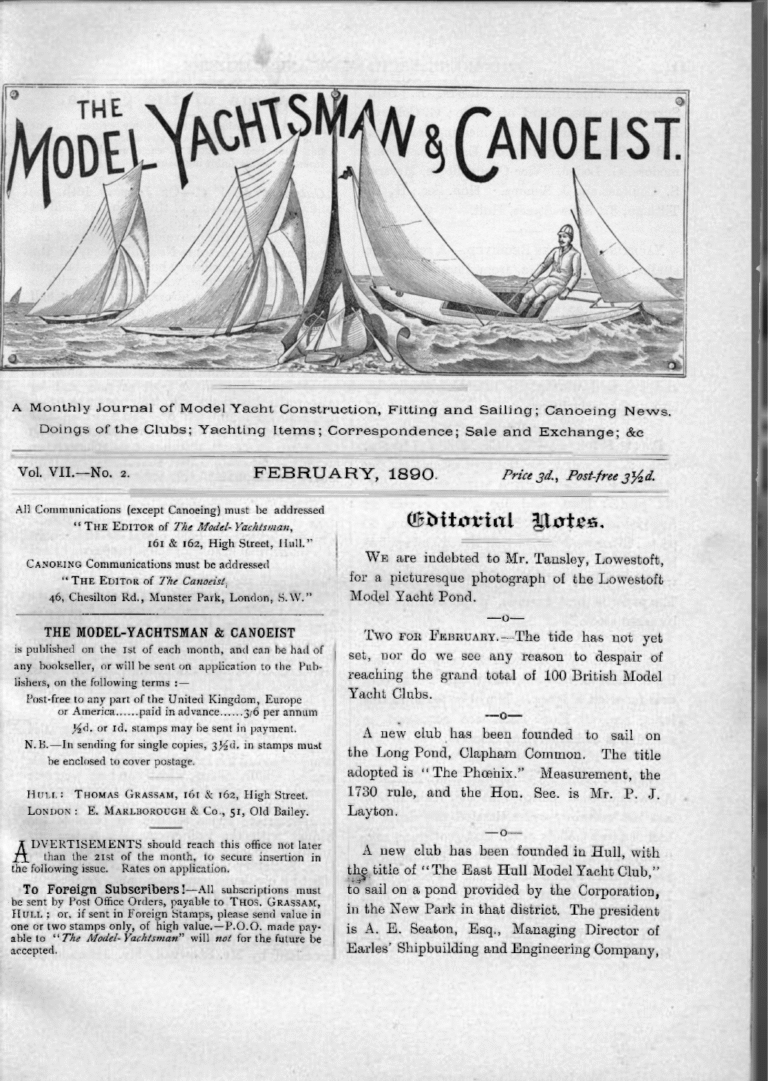 THE
MODEL YACHTSMAN & CANOEIST.
A Monthly Journal of Model Yacht Construction, Fitting and Sailing; Canoeing News,
Doings of the Clubs; Yachting Items; Correspondence; Sale and Exchange; &c
Vol. VII.—No. 2.
FEBRUARY, 1890.
Price 3d., Post-free 3½d.
All Communications (except Canoeing) must be addressed
"THE EDITOR of The Model-Yachtsman,
161 & 162, High Street, Hull."
CANOEING Communications must be addressed
"THE EDITOR of The Canoeist,
46, Chesilton Rd., Munster Park, London, S.W."
THE MODEL-YACHTSMAN & CANOEIST
is published on the 1st of each month, and can be had of
any bookseller, or will be sent on application to the Pub-
lishers, on the following terms :—
Post-free to any part of the United Kingdom, Europe
or America......paid in advance......3/6 per annum
½d. or 1d. stamps may be sent in payment.
N.B.—In sending for single copies, 3½d. in stamps must
be enclosed to cover postage.
HULL: THOMAS GRASSAM, 161 & 162, High Street.
LONDON: E. MARLBOROUGH & Co., 51, Old Bailey.
ADVERTISEMENTS should reach this office not later
than the 21st of the month, to secure insertion in
the following issue. Rates on application.
To Foreign Subscribers!—All subscriptions must
be sent by Post Office Orders, payable to THOS. GRASSAM,
HULL; or, if sent in Foreign Stamps, please send value in
one or two stamps only, of high value.—P.O.O. made pay-
able to "The Model-Yachtsman" will not for the future be
accepted.
Editorial Notes.
WE are indebted to Mr. Tansley, Lowestoft,
for a picturesque photograph of the Lowestoft
Model Yacht Pond.
—o—
TWO FOR FEBRUARY.—The tide has not yet
set, nor do we see any reason to despair of
reaching the grand total of 100 British Model
Yacht Clubs.
—o—
A new club has been founded to sail on
the Long Pond, Clapham Common. The title
adopted is "The Phœnix." Measurement, the
1730 rule, and the Hon. Sec. is Mr. P. J.
Layton.
—o—
A new club has been founded in Hull, with
the title of "The East Hull Model Yacht Club,"
to sail on a pond provided by the Corporation,
in the New Park in that district. The president
is A. E. Seaton, Esq., Managing Director of
Earles' Shipbuilding and Engineering Company,